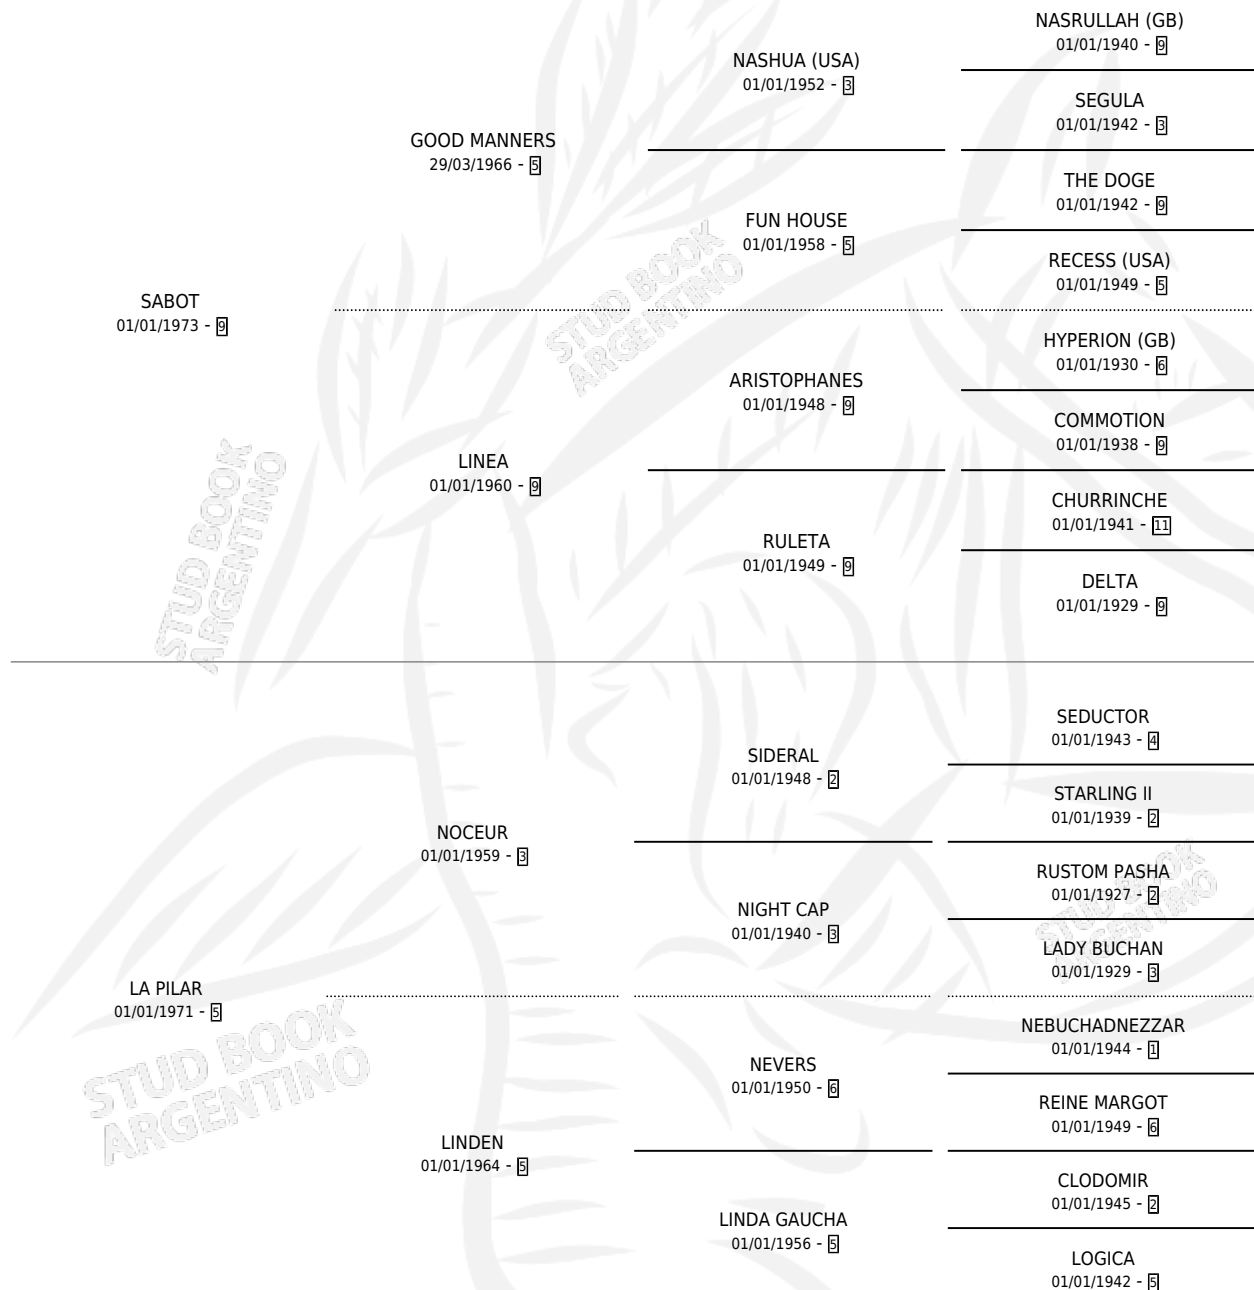 SABOT
01/01/1973 - 9
GOOD MANNERS
29/03/1966 - 5
NASHUA (USA)
01/01/1952 - 3
NASRULLAH (GB)
01/01/1940 - 9
SEGULA
01/01/1942 - 3
FUN HOUSE
01/01/1958 - 5
THE DOGE
01/01/1942 - 9
RECESS (USA)
01/01/1949 - 5
LINEA
01/01/1960 - 9
ARISTOPHANES
01/01/1948 - 9
HYPERION (GB)
01/01/1930 - 6
COMMOTION
01/01/1938 - 9
RULETA
01/01/1949 - 9
CHURRINCHE
01/01/1941 - 11
DELTA
01/01/1929 - 9
LA PILAR
01/01/1971 - 5
NOCEUR
01/01/1959 - 3
SIDERAL
01/01/1948 - 2
SEDUCTOR
01/01/1943 - 4
STARLING II
01/01/1939 - 2
NIGHT CAP
01/01/1940 - 3
RUSTOM PASHA
01/01/1927 - 2
LADY BUCHAN
01/01/1929 - 3
LINDEN
01/01/1964 - 5
NEVERS
01/01/1950 - 6
NEBUCHADNEZZAR
01/01/1944 - 1
REINE MARGOT
01/01/1949 - 6
LINDA GAUCHA
01/01/1956 - 5
CLODOMIR
01/01/1945 - 2
LOGICA
01/01/1942 - 5
STUD BOOK
ARGENTINO
STUD BOOK
ARGENTINO
STUD BOOK
ARGENTINO
STUD BOOK
ARGENTINO